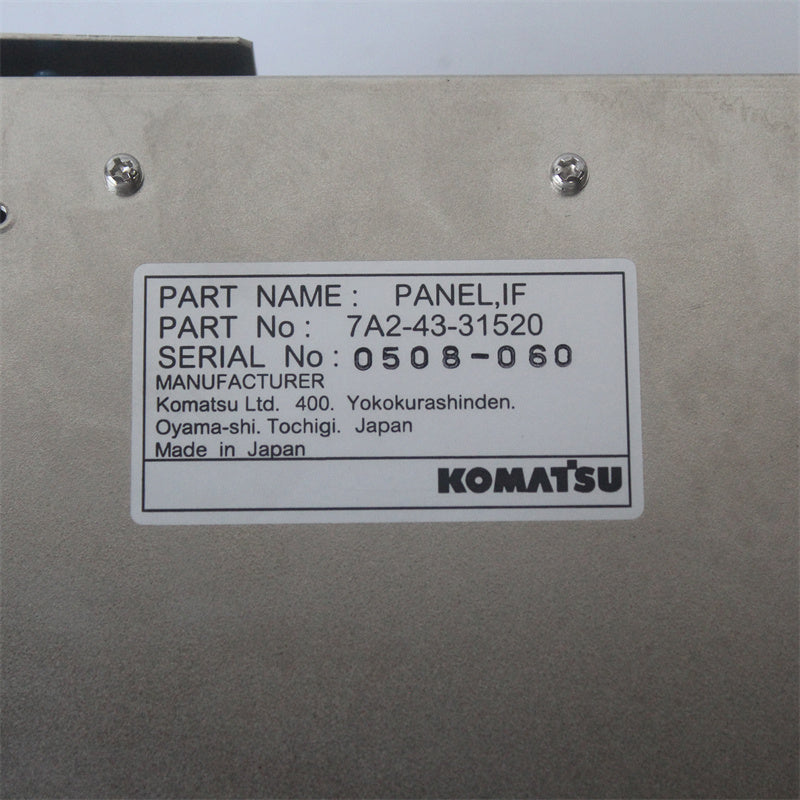 PART NAME : PANEL,IF
PART No : 7A2-43-31520
SERIAL No : 0508-060
MANUFACTURER
Komatsu Ltd. 400. Yokokurashinden.
Oyama-shi. Tochigi. Japan
Made in Japan
KOMATSU